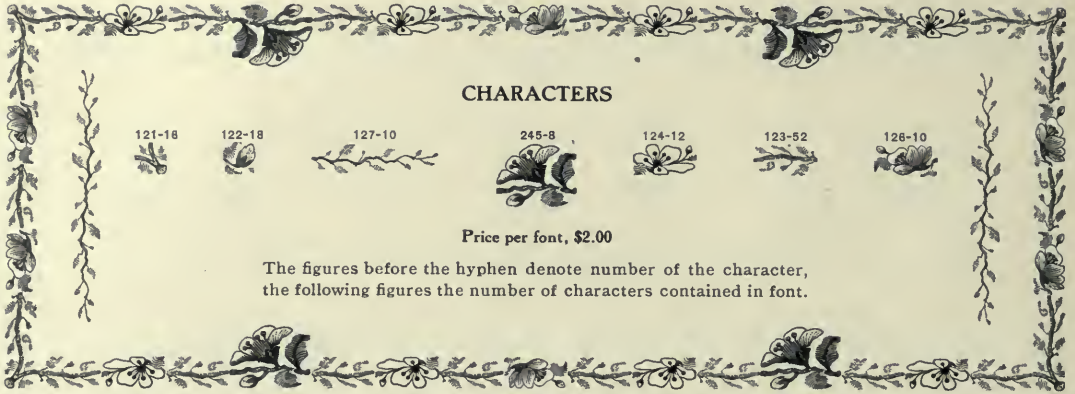 CHARACTERS
121-16 122-18 127-10 245-8 124-12 123-52 126-10
Price per font, $2.00
The figures before the hyphen denote number of the character,
the following figures the number of characters contained in font.